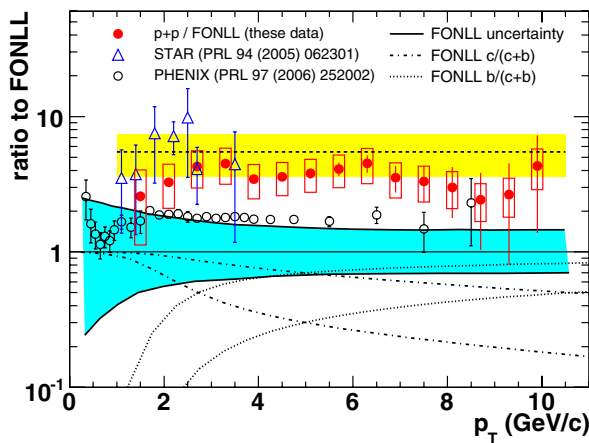 p+p / FONLL (these data)
STAR (PRL 94 (2005) 062301)
PHENIX (PRL 97 (2006) 252002)
FONLL uncertainty
FONLL c/(c+b)
FONLL b/(c+b)
ratio to FONLL
10
1
10-1
0 2 4 6 8 10
pT (GeV/c)